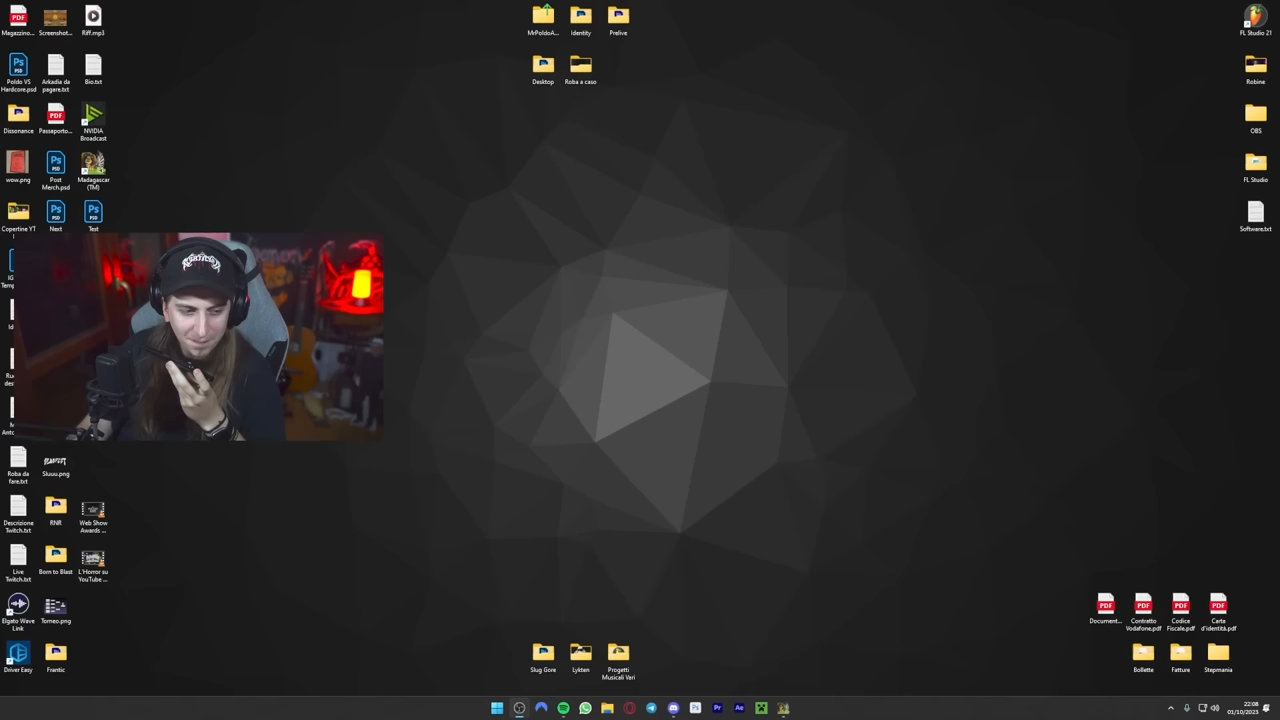 Magazzino...
Screenshot...
Riff.mp3
MrPoldoA...
Identity
Prelive
FL Studio 21
Poldo VS
Hardcore.psd
Arkadia da
pagare.txt
Bio.txt
Desktop
Roba a caso
Robine
Dissonance
Passaporto...
NVIDIA
Broadcast
OBS
wow.png
Post
Merch.psd
Madagascar
(TM)
FL Studio
Copertine YT
Next
Test
Software.txt
Roba da
fare.txt
Sluuu.png
Descrizione
Twitch.txt
RNR
Web Show
Awards ...
Live
Twitch.txt
Born to Blast
L'Horror su
YouTube ...
Elgato Wave
Link
Torneo.png
Document...
Contratto
Vodafone.pdf
Codice
Fiscale.pdf
Carta
d'identità.pdf
Driver Easy
Frantic
Slug Gore
Lykten
Progetti
Musicali Vari
Bollette
Fatture
Stepmania
22:08
01/10/2023